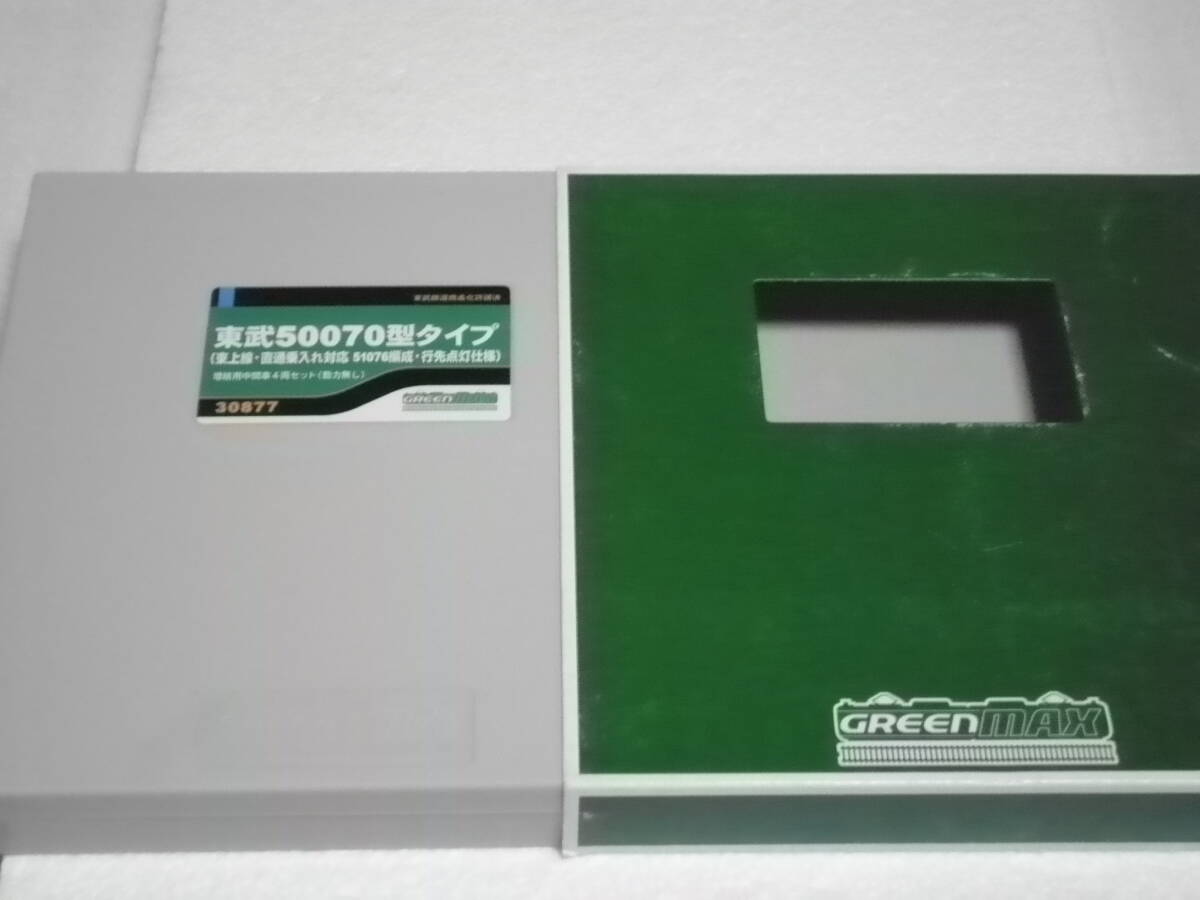 東武鉄道商品化許諾済
東武50070型タイプ
(東上線・直通乗入れ対応 51076編成・行先点灯仕様)
増結用中間車4両セット(動力無し)
30877
GREENMAX
GREENMAX